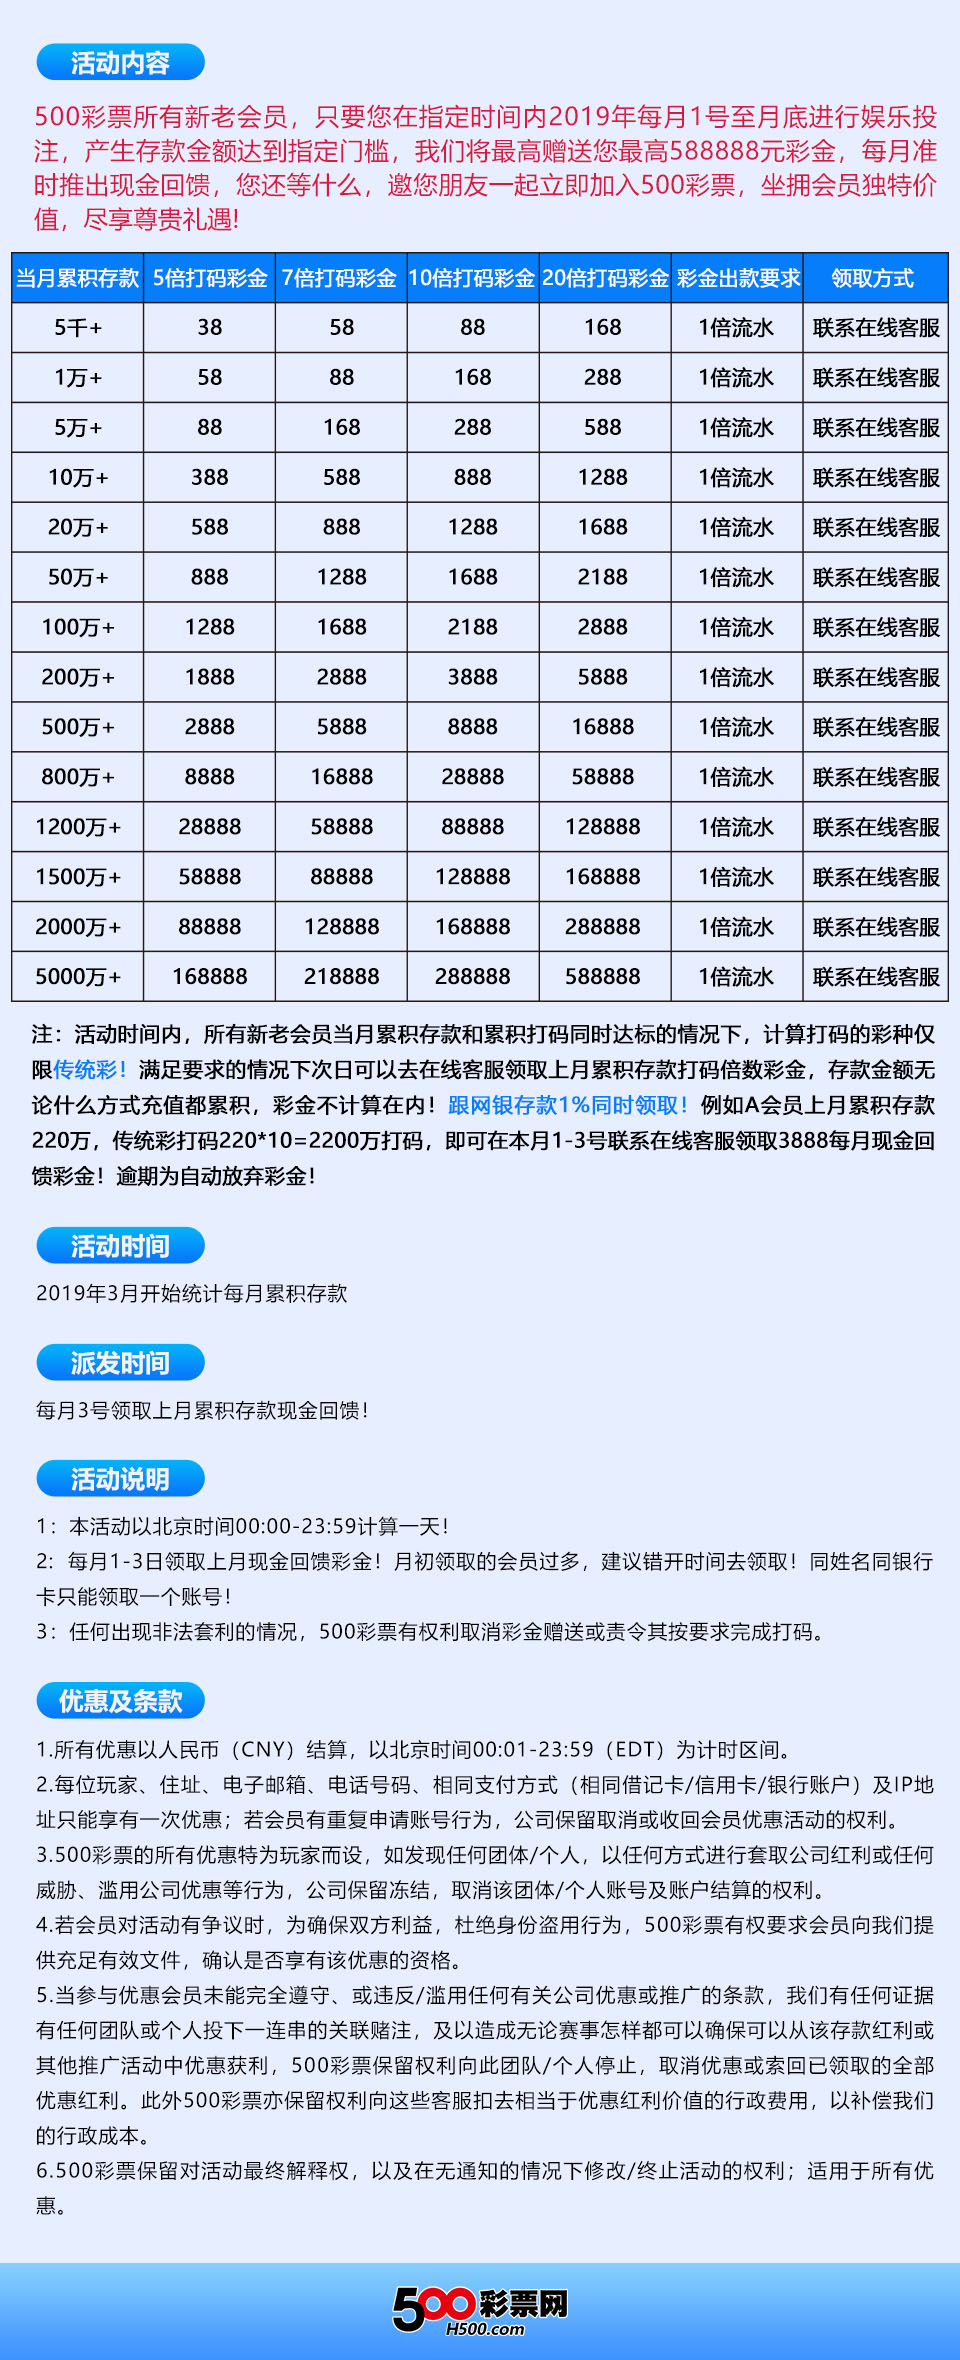 活动内容
500彩票所有新老会员，只要您在指定时间内2019年每月1号至月底进行娱乐投
注，产生存款金额达到指定门槛，我们将最高赠送您最高588888元彩金，每月准
时推出现金回馈，您还等什么，邀您朋友一起立即加入500彩票，坐拥会员独特价
值，尽享尊贵礼遇!
当月累积存款 5倍打码彩金 7倍打码彩金 10倍打码彩金 20倍打码彩金 彩金出款要求 领取方式
5千+ 38 58 88 168 1倍流水 联系在线客服
1万+ 58 88 168 288 1倍流水 联系在线客服
5万+ 88 168 288 588 1倍流水 联系在线客服
10万+ 388 588 888 1288 1倍流水 联系在线客服
20万+ 588 888 1288 1688 1倍流水 联系在线客服
50万+ 888 1288 1688 2188 1倍流水 联系在线客服
100万+ 1288 1688 2188 2888 1倍流水 联系在线客服
200万+ 1888 2888 3888 5888 1倍流水 联系在线客服
500万+ 2888 5888 8888 16888 1倍流水 联系在线客服
800万+ 8888 16888 28888 58888 1倍流水 联系在线客服
1200万+ 28888 58888 88888 128888 1倍流水 联系在线客服
1500万+ 58888 88888 128888 168888 1倍流水 联系在线客服
2000万+ 88888 128888 168888 288888 1倍流水 联系在线客服
5000万+ 168888 218888 288888 588888 1倍流水 联系在线客服
注：活动时间内，所有新老会员当月累积存款和累积打码同时达标的情况下，计算打码的彩种仅
限传统彩！满足要求的情况下次日可以去在线客服领取上月累积存款打码倍数彩金，存款金额无
论什么方式充值都累积，彩金不计算在内！跟网银存款1%同时领取！例如A会员上月累积存款
220万，传统彩打码220*10=2200万打码，即可在本月1-3号联系在线客服领取3888每月现金回
馈彩金！逾期为自动放弃彩金！
活动时间
2019年3月开始统计每月累积存款
派发时间
每月3号领取上月累积存款现金回馈！
活动说明
1：本活动以北京时间00:00-23:59计算一天！
2：每月1-3日领取上月现金回馈彩金！月初领取的会员过多，建议错开时间去领取！同姓名同银行
卡只能领取一个账号！
3：任何出现非法套利的情况，500彩票有权利取消彩金赠送或责令其按要求完成打码。
优惠及条款
1.所有优惠以人民币（CNY）结算，以北京时间00:01-23:59（EDT）为计时区间。
2.每位玩家、住址、电子邮箱、电话号码、相同支付方式（相同借记卡/信用卡/银行账户）及IP地
址只能享有一次优惠；若会员有重复申请账号行为，公司保留取消或收回会员优惠活动的权利。
3.500彩票的所有优惠特为玩家而设，如发现任何团体/个人，以任何方式进行套取公司红利或任何
威胁、滥用公司优惠等行为，公司保留冻结，取消该团体/个人账号及账户结算的权利。
4.若会员对活动有争议时，为确保双方利益，杜绝身份盗用行为，500彩票有权要求会员向我们提
供充足有效文件，确认是否享有该优惠的资格。
5.当参与优惠会员未能完全遵守、或违反/滥用任何有关公司优惠或推广的条款，我们有任何证据
有任何团队或个人投下一连串的关联赌注，及以造成无论赛事怎样都可以确保可以从该存款红利或
其他推广活动中优惠获利，500彩票保留权利向此团队/个人停止，取消优惠或索回已领取的全部
优惠红利。此外500彩票亦保留权利向这些客服扣去相当于优惠红利价值的行政费用，以补偿我们
的行政成本。
6.500彩票保留对活动最终解释权，以及在无通知的情况下修改/终止活动的权利；适用于所有优
惠。
500彩票网
H500.com